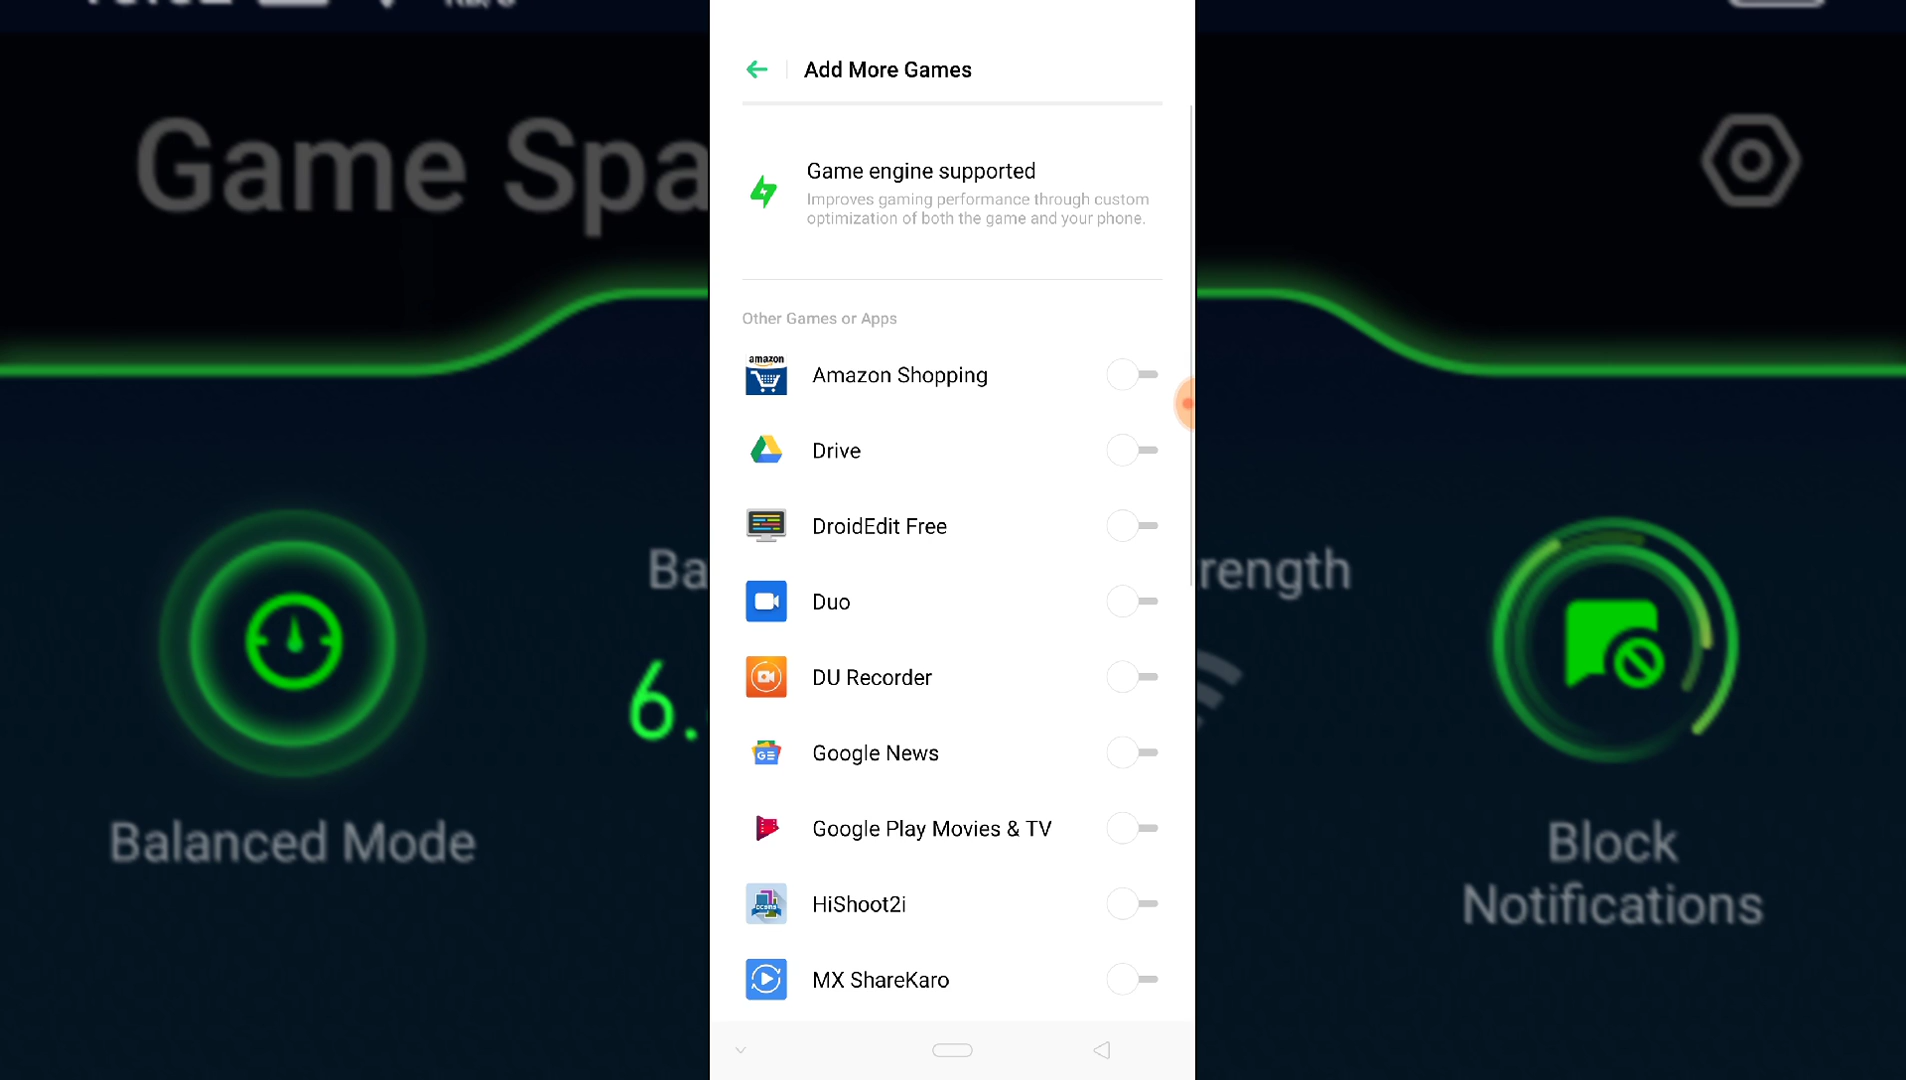 Game Spa
Add More Games
Game engine supported
Improves gaming performance through custom
optimization of both the game and your phone.
Other Games or Apps
amazon
Amazon Shopping
Drive
DroidEdit Free
Duo
DU Recorder
Google News
Google Play Movies & TV
HiShoot2i
MX ShareKaro
Ba
rength
6.
Balanced Mode
Block
Notifications